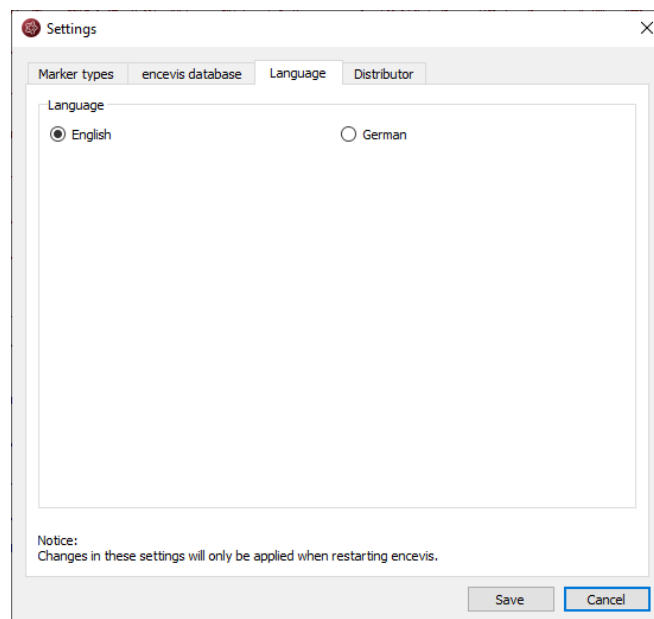 Settings
Marker types encevis database Language Distributor
Language
English German
Notice:
Changes in these settings will only be applied when restarting encevis.
Save Cancel